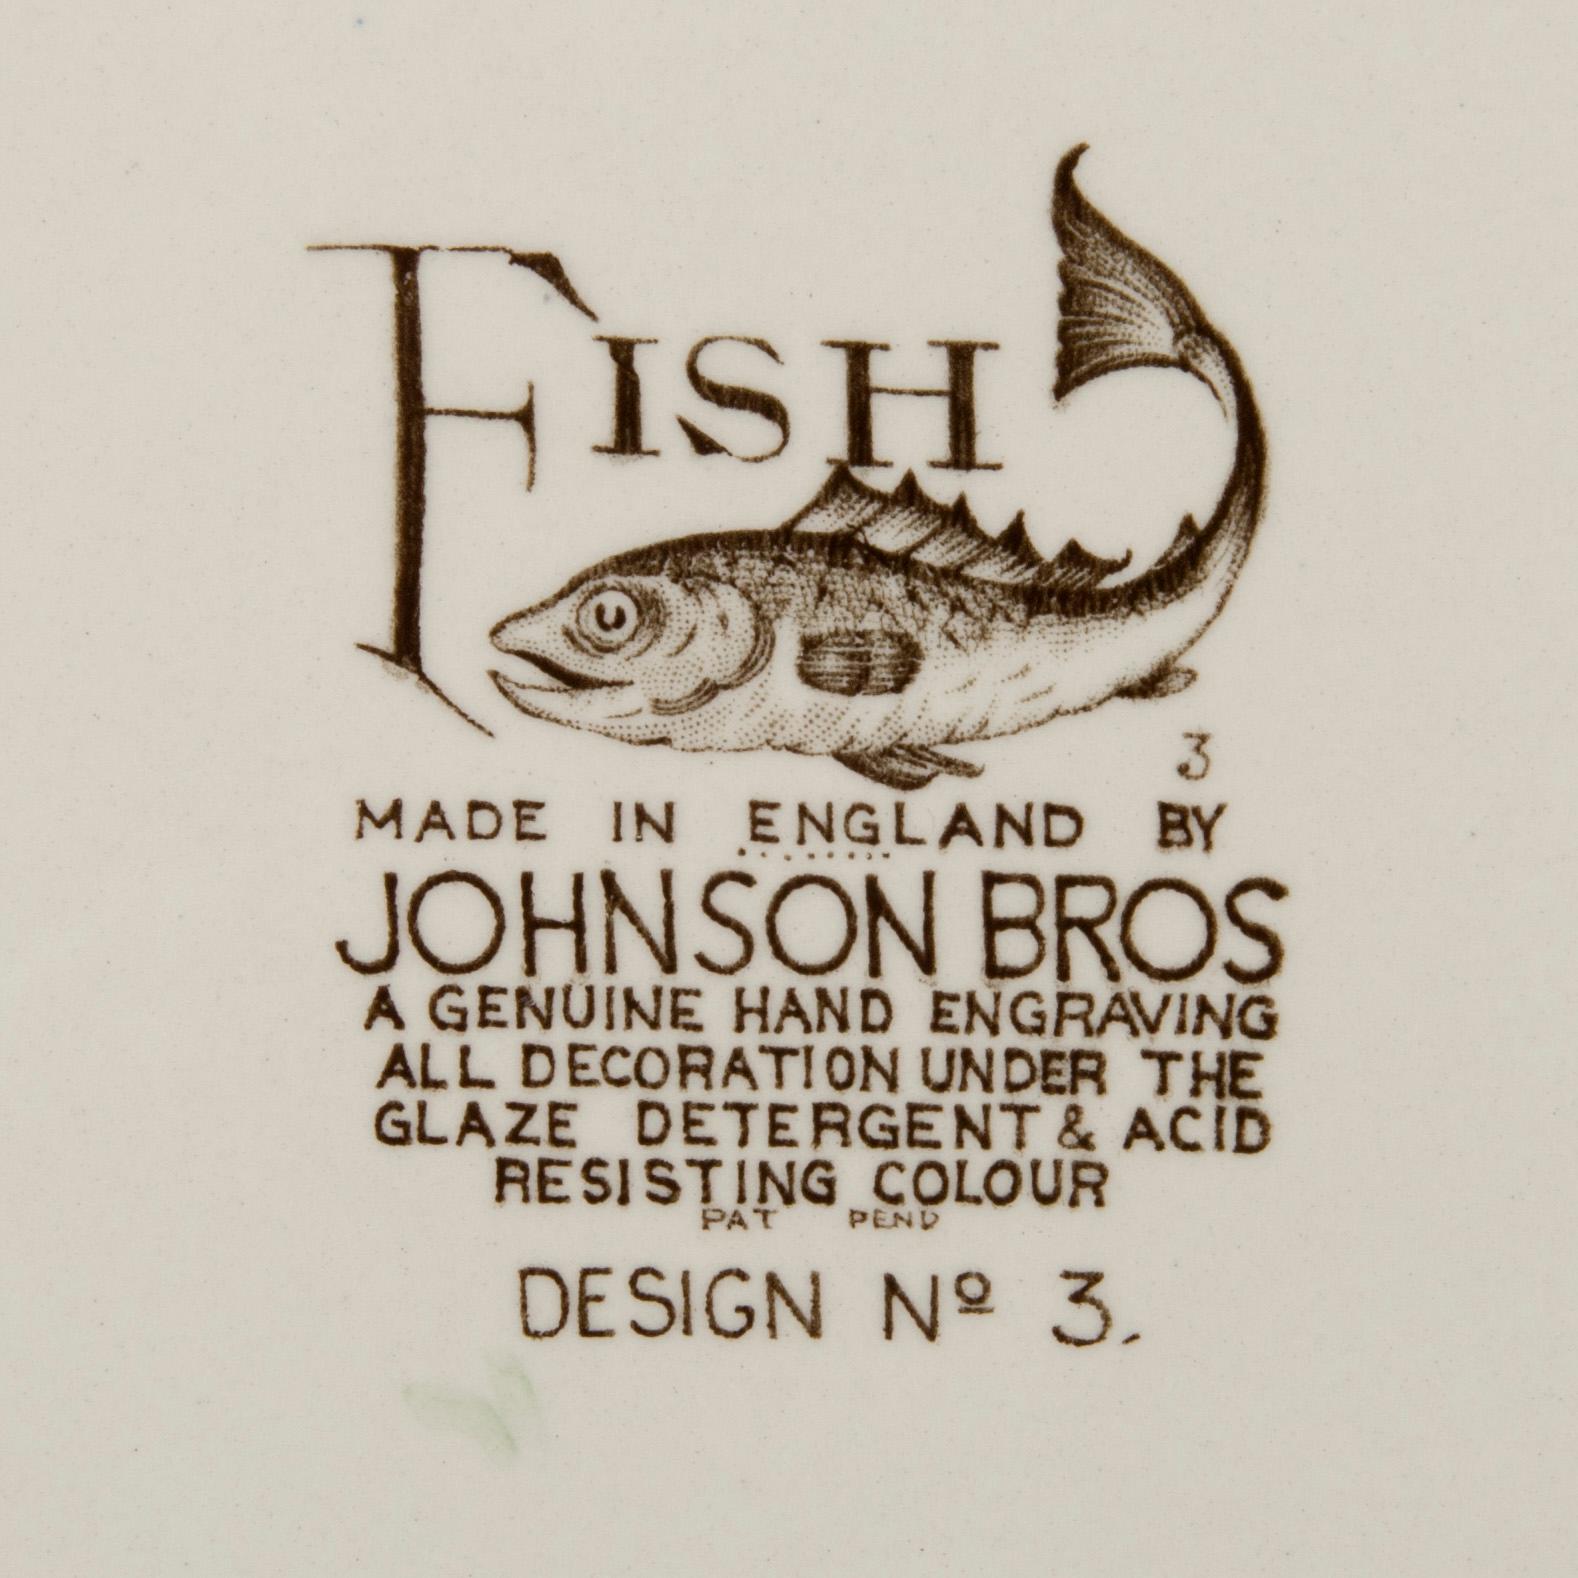 FISH
3
MADE IN ENGLAND BY
JOHNSON BROS
A GENUINE HAND ENGRAVING
ALL DECORATION UNDER THE
GLAZE DETERGENT & ACID
RESISTING COLOUR
PAT PEND
DESIGN Nº 3.